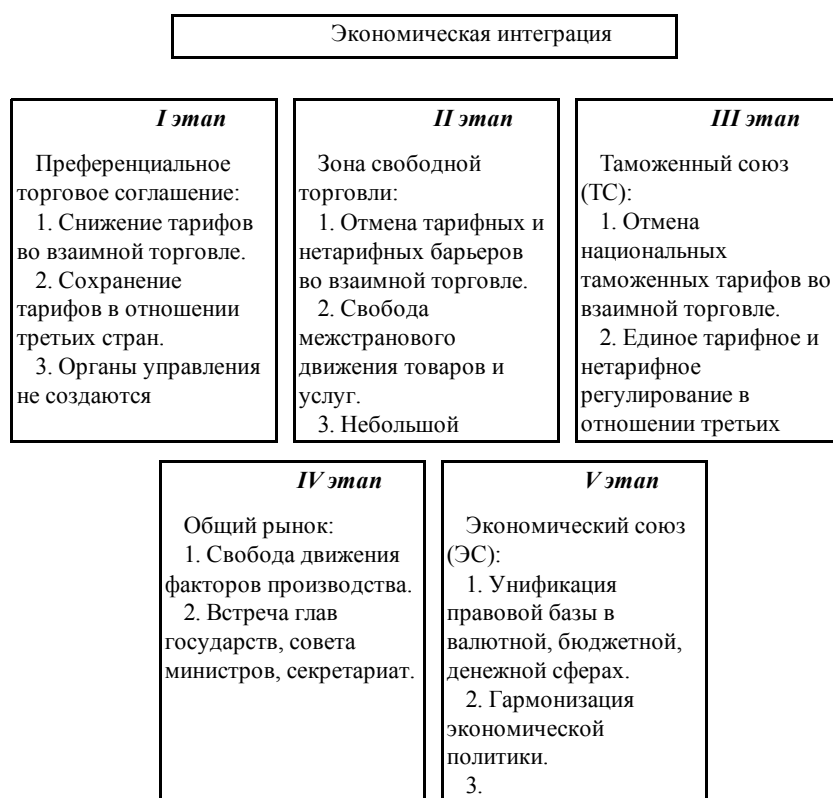 Экономическая интеграция
I этап
Преференциальное
торговое соглашение:
1. Снижение тарифов
во взаимной торговле.
2. Сохранение
тарифов в отношении
третьих стран.
3. Органы управления
не создаются
II этап
Зона свободной
торговли:
1. Отмена тарифных и
нетарифных барьеров
во взаимной торговле.
2. Свобода
межстранового
движения товаров и
услуг.
3. Небольшой
III этап
Таможенный союз
(ТС):
1. Отмена
национальных
таможенных тарифов во
взаимной торговле.
2. Единое тарифное и
нетарифное
регулирование в
отношении третьих
IV этап
Общий рынок:
1. Свобода движения
факторов производства.
2. Встреча глав
государств, совета
министров, секретариат.
V этап
Экономический союз
(ЭС):
1. Унификация
правовой базы в
валютной, бюджетной,
денежной сферах.
2. Гармонизация
экономической
политики.
3.